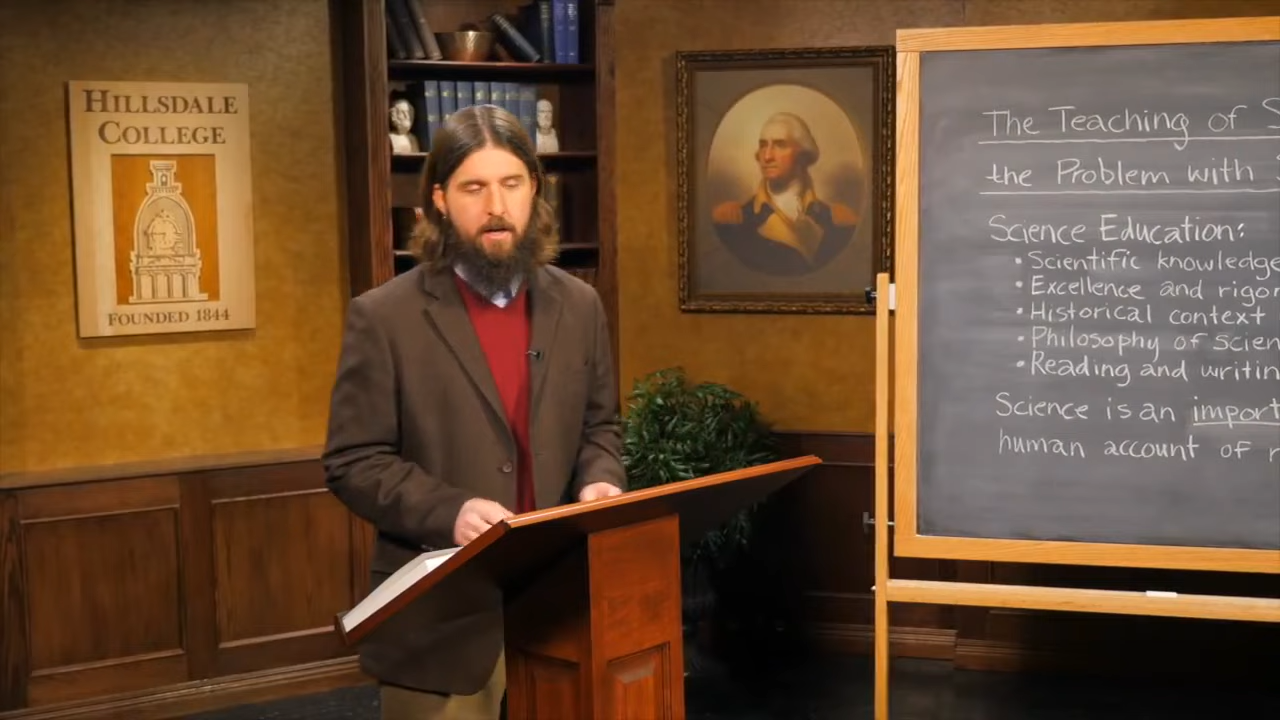 HILLSDALE
COLLEGE
FOUNDED 1844
The Teaching of S
the Problem with
Science Education:
• Scientific knowledge
• Excellence and rigor
• Historical context
• Philosophy of scien
• Reading and writin
Science is an import
human account of r